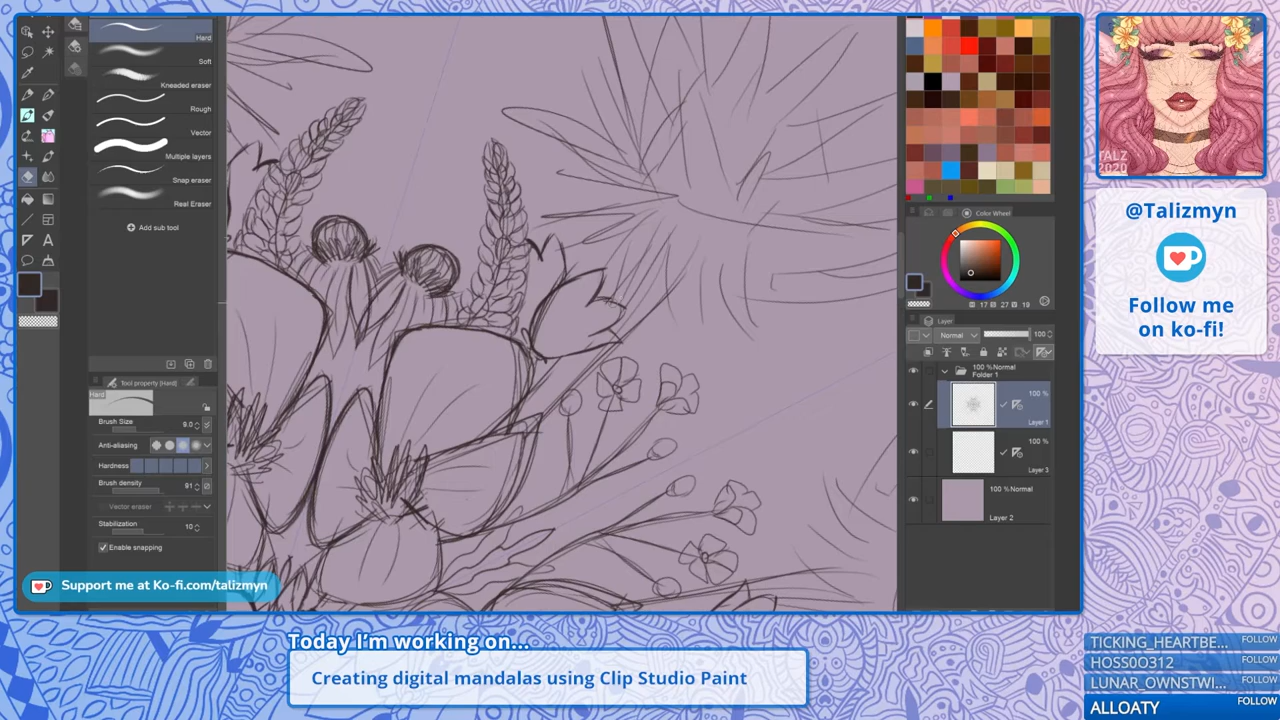 Hard
Soft
Kneaded eraser
Rough
Vector
Multiple layers
Snap eraser
Real Eraser
Add sub tool
Tool property [Hard]
Hard
Brush Size 9.0
Anti-aliasing
Hardness
Brush density 91
Vector eraser
Stabilization 10
Enable snapping
Color Wheel
17 27 19
Layer
Normal 100
100 % Normal
Folder 1
100 %
Layer 1
100 %
Layer 3
100 % Normal
Layer 2
TALZ
2020
@Talizmyn
Follow me
on ko-fi!
Support me at Ko-fi.com/talizmyn
Today I'm working on...
Creating digital mandalas using Clip Studio Paint
TICKING_HEARTBE... FOLLOW
HOSS0O312 FOLLOW
LUNAR_OWNSTWI... FOLLOW
ALLOATY FOLLOW